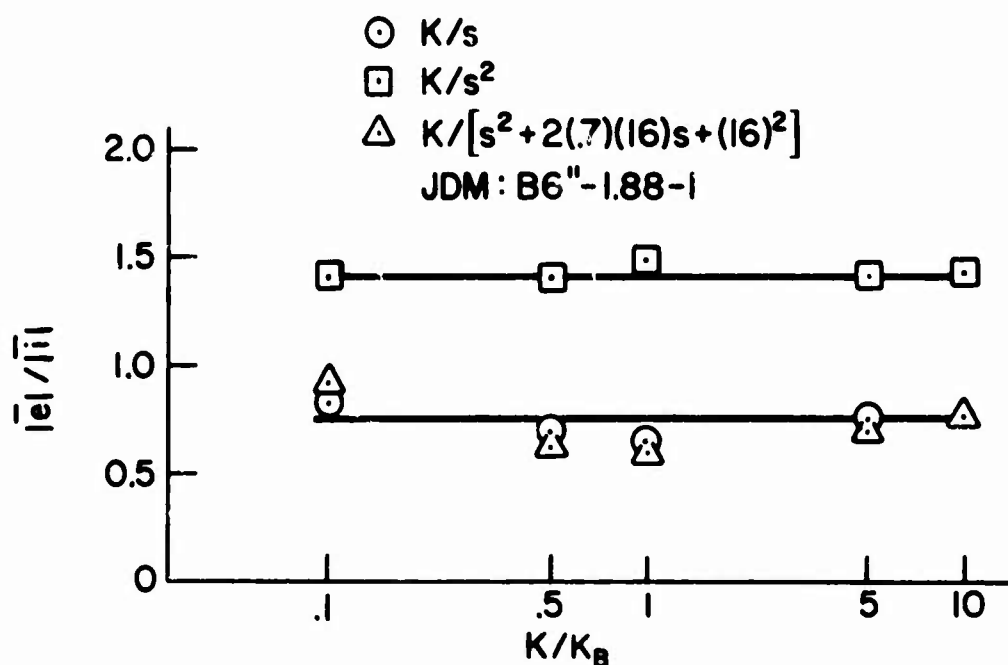 K/s
K/s²
K/[s²+2(.7)(16)s+(16)²]
JDM: B6"-1.88-1
2.0
1.5
1.0
0.5
0
|e|/|i|
.1 .5 1 5 10
K/K_B